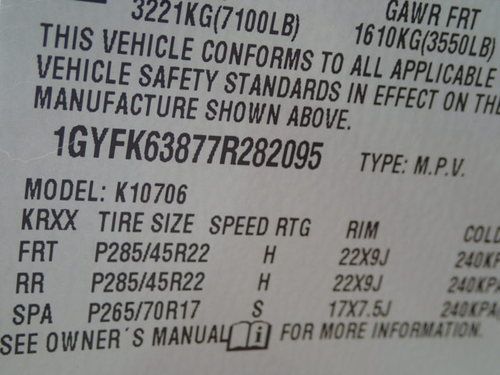 3221KG(7100LB) GAWR FRT
1610KG(3550LB)
THIS VEHICLE CONFORMS TO ALL APPLICABLE
VEHICLE SAFETY STANDARDS IN EFFECT ON THE
MANUFACTURE SHOWN ABOVE.
1GYFK63877R282095 TYPE: M.P.V.
MODEL: K10706
KRXX TIRE SIZE SPEED RTG RIM COLD
FRT P285/45R22 H 22X9J 240KP
RR P285/45R22 H 22X9J 240KPA
SPA P265/70R17 S 17X7.5J 240KPA
SEE OWNER'S MANUAL i FOR MORE INFORMATION.